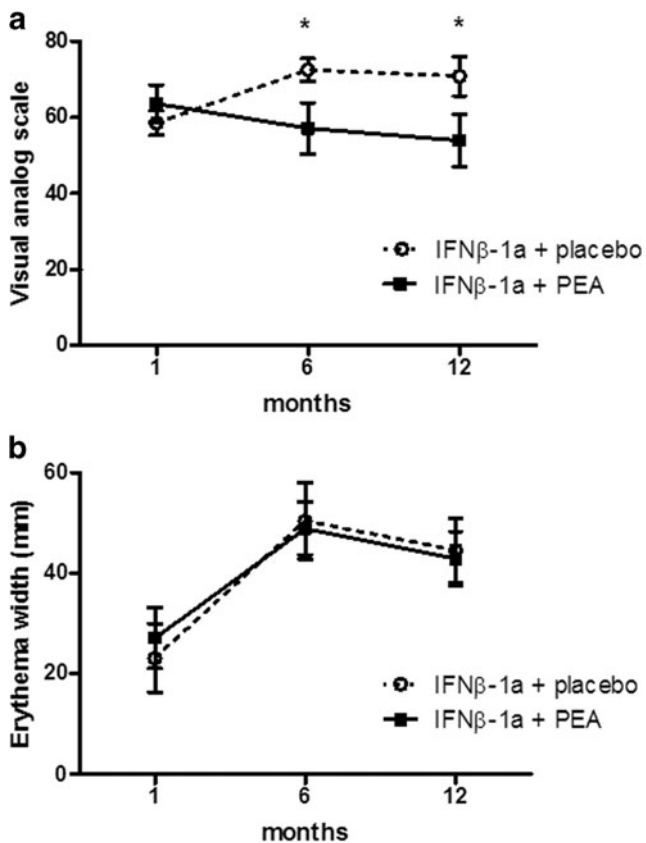 a
* *
Visual analog scale
80
60
40
20
0
IFNβ-1a + placebo
IFNβ-1a + PEA
1 6 12
months
b
Erythema width (mm)
60
40
20
0
IFNβ-1a + placebo
IFNβ-1a + PEA
1 6 12
months